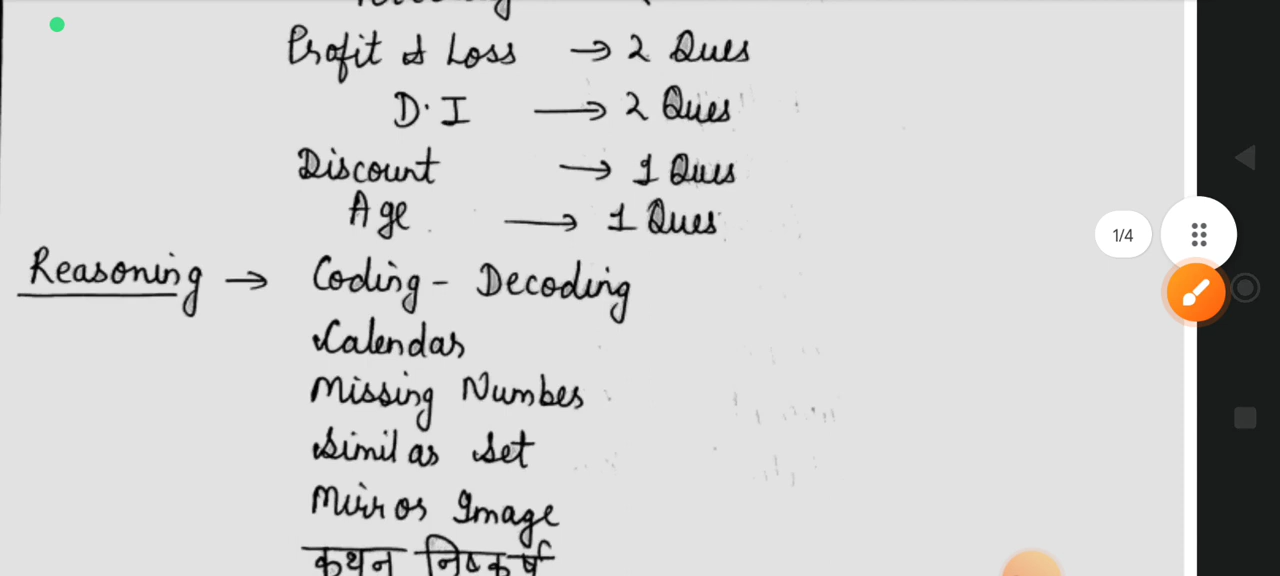 Profit & Loss → 2 Ques
D.I → 2 Ques
Discount → 1 Ques
Age → 1 Ques
Reasoning → Coding - Decoding
Calendar
Missing Number
Similar Set
Mirror Image
कथन निष्कर्ष
1/4